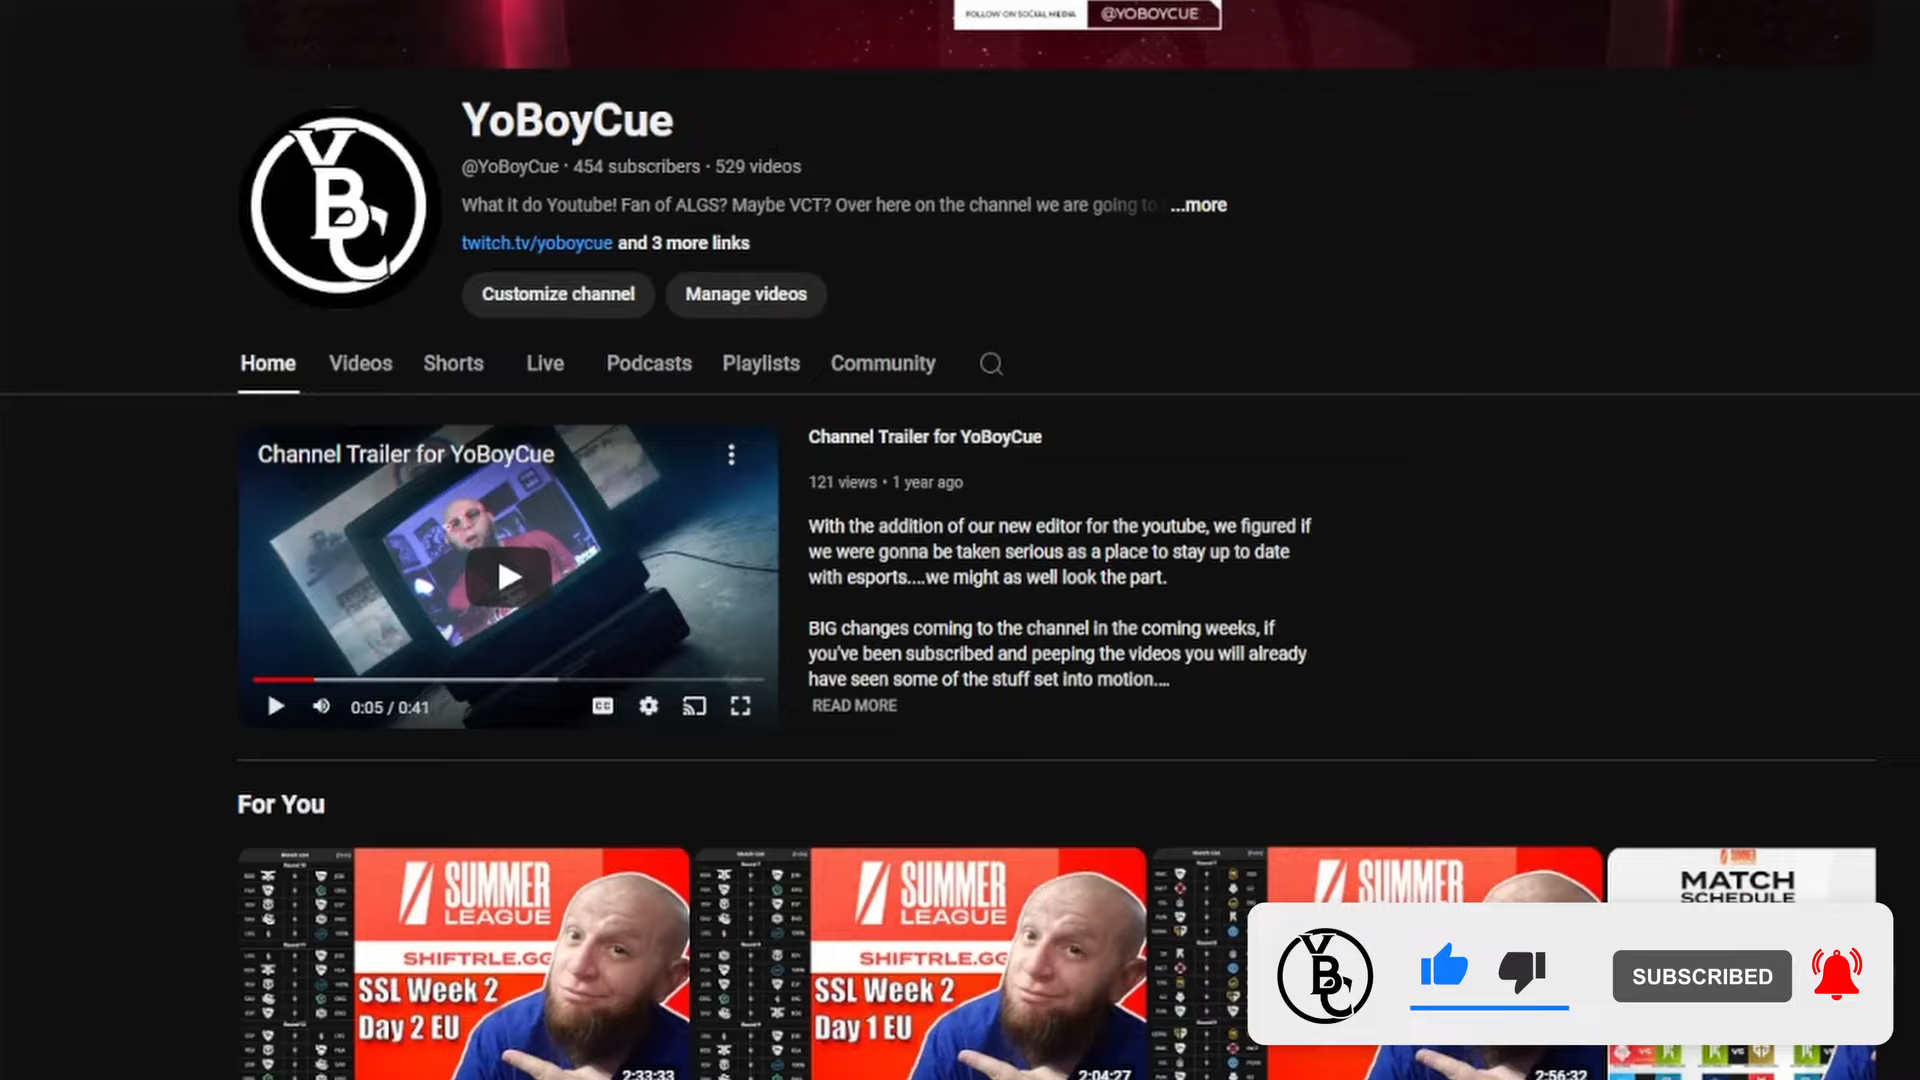 FOLLOW ON SOCIAL MEDIA @YOBOYCUE
YBC
YoBoyCue
@YoBoyCue · 454 subscribers · 529 videos
What it do Youtube! Fan of ALGS? Maybe VCT? Over here on the channel we are going to ...more
twitch.tv/yoboycue and 3 more links
Customize channel
Manage videos
Home
Videos
Shorts
Live
Podcasts
Playlists
Community
Channel Trailer for YoBoyCue
0:05 / 0:41
CC
Channel Trailer for YoBoyCue
121 views • 1 year ago
With the addition of our new editor for the youtube, we figured if
we were gonna be taken serious as a place to stay up to date
with esports....we might as well look the part.
BIG changes coming to the channel in the coming weeks, if
you've been subscribed and peeping the videos you will already
have seen some of the stuff set into motion....
READ MORE
For You
SUMMER
LEAGUE
SHIFTRLE.GG
SSL Week 2
Day 2 EU
2:33:33
SUMMER
LEAGUE
SHIFTRLE.GG
SSL Week 2
Day 1 EU
2:04:27
SUMMER
2:56:32
MATCH
SCHEDULE
YBC
SUBSCRIBED